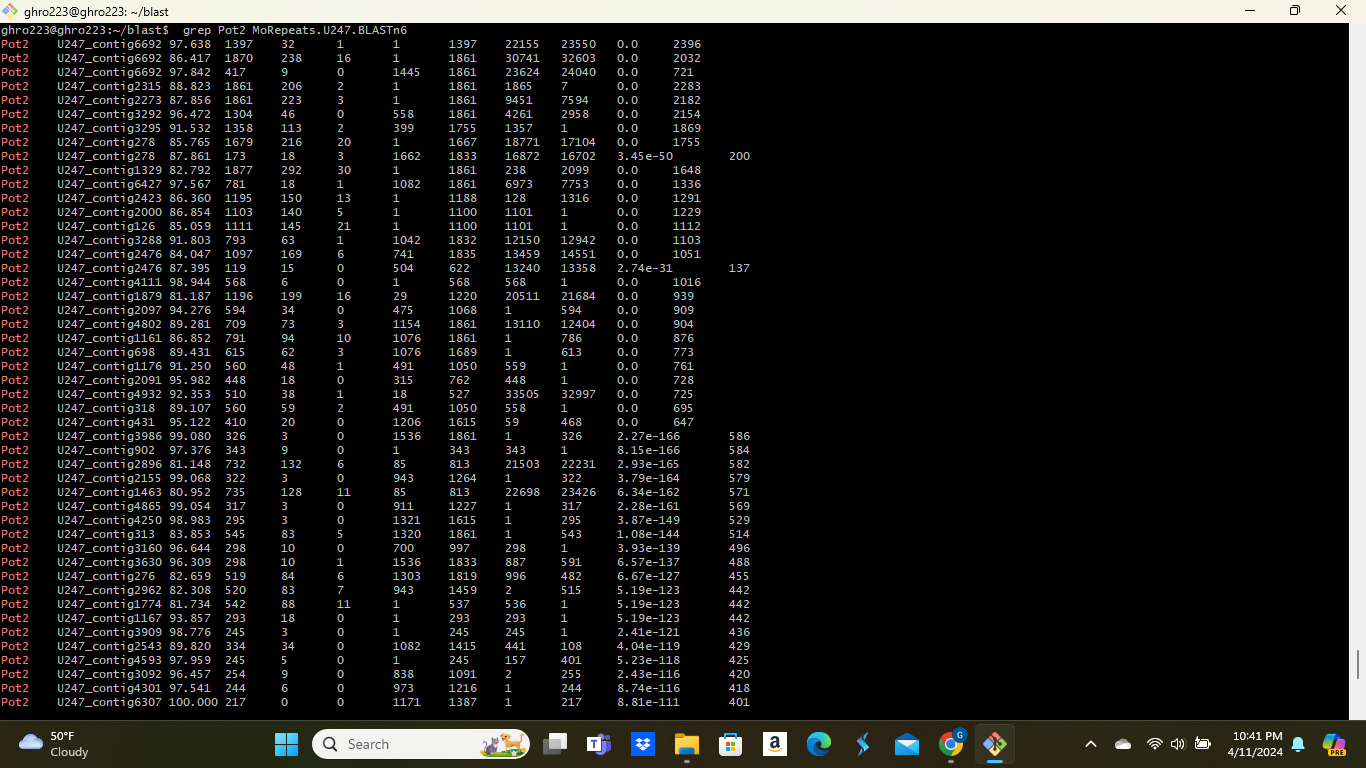 ghro223@ghro223: ~/blast
ghro223@ghro223:~/blast$ grep Pot2 MoRepeats.U247.BLASTn6
Pot2 U247_contig6692 97.638 1397 32 1 1 1397 22155 23550 0.0 2396
Pot2 U247_contig6692 86.417 1870 238 16 1 1861 30741 32603 0.0 2032
Pot2 U247_contig6692 97.842 417 9 0 1445 1861 23624 24040 0.0 721
Pot2 U247_contig2315 88.823 1861 206 2 1 1861 1865 7 0.0 2283
Pot2 U247_contig2273 87.856 1861 223 3 1 1861 9451 7594 0.0 2182
Pot2 U247_contig3292 96.472 1304 46 0 558 1861 4261 2958 0.0 2154
Pot2 U247_contig3295 91.532 1358 113 2 399 1755 1357 1 0.0 1869
Pot2 U247_contig278 85.765 1679 216 20 1 1667 18771 17104 0.0 1755
Pot2 U247_contig278 87.861 173 18 3 1662 1833 16872 16702 3.45e-50 200
Pot2 U247_contig1329 82.792 1877 292 30 1 1861 238 2099 0.0 1648
Pot2 U247_contig6427 97.567 781 18 1 1082 1861 6973 7753 0.0 1336
Pot2 U247_contig2423 86.360 1195 150 13 1 1188 128 1316 0.0 1291
Pot2 U247_contig2000 86.854 1103 140 5 1 1100 1101 1 0.0 1229
Pot2 U247_contig126 85.059 1111 145 21 1 1100 1101 1 0.0 1112
Pot2 U247_contig3288 91.803 793 63 1 1042 1832 12150 12942 0.0 1103
Pot2 U247_contig2476 84.047 1097 169 6 741 1835 13459 14551 0.0 1051
Pot2 U247_contig2476 87.395 119 15 0 504 622 13240 13358 2.74e-31 137
Pot2 U247_contig4111 98.944 568 6 0 1 568 568 1 0.0 1016
Pot2 U247_contig1879 81.187 1196 199 16 29 1220 20511 21684 0.0 939
Pot2 U247_contig2097 94.276 594 34 0 475 1068 1 594 0.0 909
Pot2 U247_contig4802 89.281 709 73 3 1154 1861 13110 12404 0.0 904
Pot2 U247_contig1161 86.852 791 94 10 1076 1861 1 786 0.0 876
Pot2 U247_contig698 89.431 615 62 3 1076 1689 1 613 0.0 773
Pot2 U247_contig1176 91.250 560 48 1 491 1050 559 1 0.0 761
Pot2 U247_contig2091 95.982 448 18 0 315 762 448 1 0.0 728
Pot2 U247_contig4932 92.353 510 38 1 18 527 33505 32997 0.0 725
Pot2 U247_contig318 89.107 560 59 2 491 1050 558 1 0.0 695
Pot2 U247_contig431 95.122 410 20 0 1206 1615 59 468 0.0 647
Pot2 U247_contig3986 99.080 326 3 0 1536 1861 1 326 2.27e-166 586
Pot2 U247_contig902 97.376 343 9 0 1 343 343 1 8.15e-166 584
Pot2 U247_contig2896 81.148 732 132 6 85 813 21503 22231 2.93e-165 582
Pot2 U247_contig2155 99.068 322 3 0 943 1264 1 322 3.79e-164 579
Pot2 U247_contig1463 80.952 735 128 11 85 813 22698 23426 6.34e-162 571
Pot2 U247_contig4865 99.054 317 3 0 911 1227 1 317 2.28e-161 569
Pot2 U247_contig4250 98.983 295 3 0 1321 1615 1 295 3.87e-149 529
Pot2 U247_contig313 83.853 545 83 5 1320 1861 1 543 1.08e-144 514
Pot2 U247_contig3160 96.644 298 10 0 700 997 298 1 3.93e-139 496
Pot2 U247_contig3630 96.309 298 10 1 1536 1833 887 591 6.57e-137 488
Pot2 U247_contig276 82.659 519 84 6 1303 1819 996 482 6.67e-127 455
Pot2 U247_contig2962 82.308 520 83 7 943 1459 2 515 5.19e-123 442
Pot2 U247_contig1774 81.734 542 88 11 1 537 536 1 5.19e-123 442
Pot2 U247_contig1167 93.857 293 18 0 1 293 293 1 5.19e-123 442
Pot2 U247_contig3909 98.776 245 3 0 1 245 245 1 2.41e-121 436
Pot2 U247_contig2543 89.820 334 34 0 1082 1415 441 108 4.04e-119 429
Pot2 U247_contig4593 97.959 245 5 0 1 245 157 401 5.23e-118 425
Pot2 U247_contig3092 96.457 254 9 0 838 1091 2 255 2.43e-116 420
Pot2 U247_contig4301 97.541 244 6 0 973 1216 1 244 8.74e-116 418
Pot2 U247_contig6307 100.000 217 0 0 1171 1387 1 217 8.81e-111 401
50°F
Cloudy
Search
10:41 PM
4/11/2024
PRE